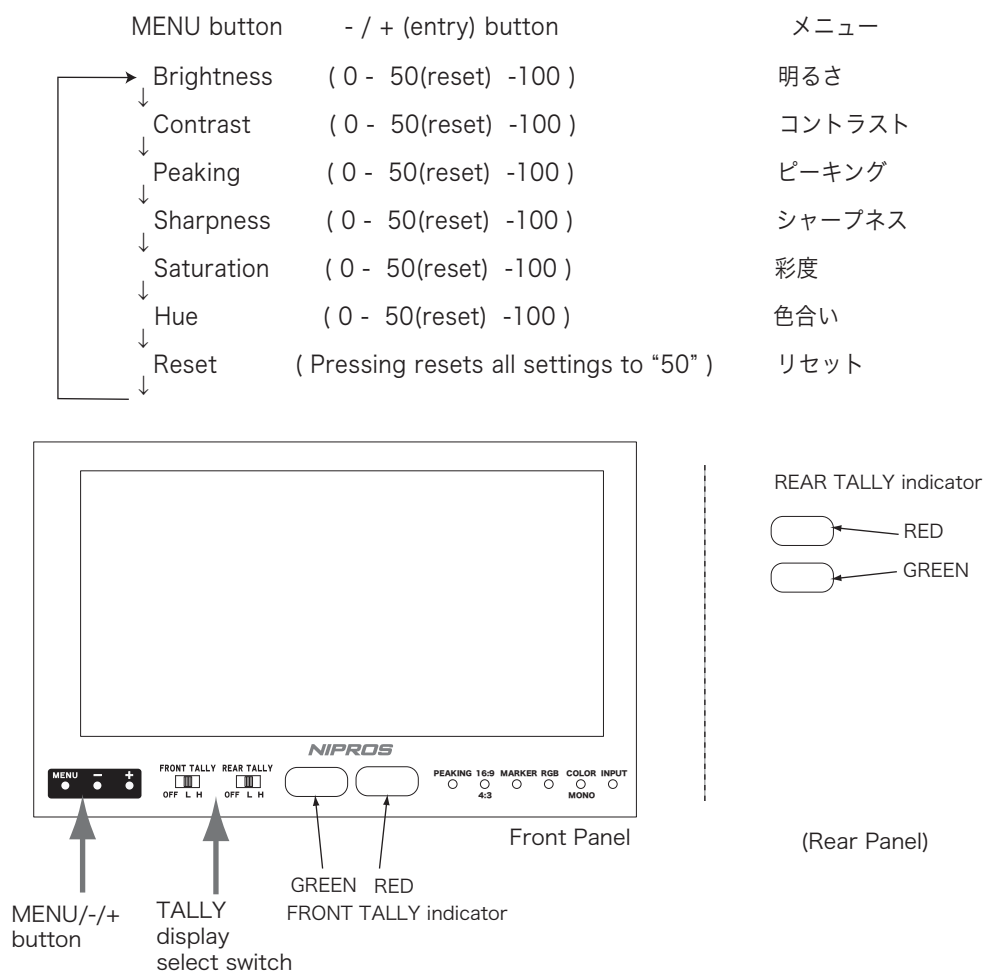 MENU button - / + (entry) button メニュー
Brightness ( 0 - 50(reset) -100 ) 明るさ
↓
Contrast ( 0 - 50(reset) -100 ) コントラスト
↓
Peaking ( 0 - 50(reset) -100 ) ピーキング
↓
Sharpness ( 0 - 50(reset) -100 ) シャープネス
↓
Saturation ( 0 - 50(reset) -100 ) 彩度
↓
Hue ( 0 - 50(reset) -100 ) 色合い
↓
Reset ( Pressing resets all settings to “50” ) リセット
↓
REAR TALLY indicator
RED
GREEN
NIPROS
MENU - +
FRONT TALLY REAR TALLY
OFF L H OFF L H
PEAKING 16:9 MARKER RGB COLOR INPUT
4:3 MONO
Front Panel
(Rear Panel)
GREEN RED
FRONT TALLY indicator
MENU/-/+
button
TALLY
display
select switch